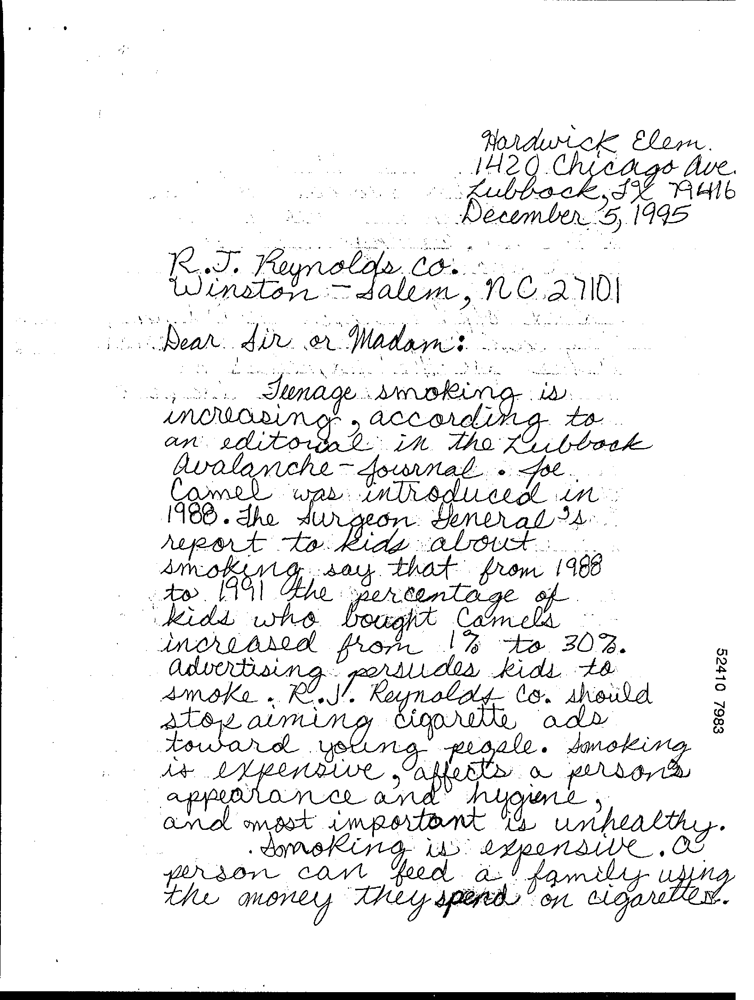 Hardwick Elem.
1420 Chicago Ave.
Lubbock, TX 79416
December 5, 1995
R.J. Reynolds Co.
Winston-Salem, NC 27101
Dear Sir or Madam:
Teenage smoking is
increasing, according to
an editorial in the Lubbock
Avalanche-Journal. Joe
Camel was introduced in
1988. The Surgeon General's
report to kids about
smoking say that from 1988
to 1991 the percentage of
kids who bought Camels
increased from 1% to 30%.
Advertising persudes kids to
smoke. R.J. Reynolds Co. should
stop aiming cigarette ads
toward young people. Smoking
is expensive, affects a person's
appearance and hygiene,
and most important is unhealthy.
Smoking is expensive. A
person can feed a family using
the money they spend on cigarettes.
52410 7983